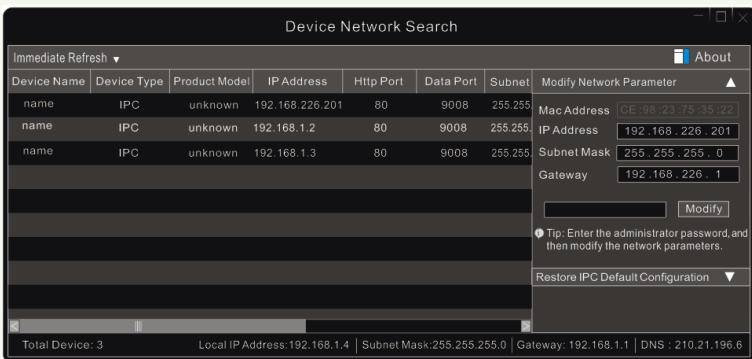 Device Network Search
Immediate Refresh ▼ About
Device Name Device Type Product Model IP Address Http Port Data Port Subnet
name IPC unknown 192.168.226.201 80 9008 255.255
name IPC unknown 192.168.1.2 80 9008 255.255.
name IPC unknown 192.168.1.3 80 9008 255.255.
Modify Network Parameter ▲
Mac Address CE:98:23:75:35:22
IP Address 192.168.226.201
Subnet Mask 255.255.255.0
Gateway 192.168.226.1
Modify
Tip: Enter the administrator password, and
then modify the network parameters.
Restore IPC Default Configuration ▼
Total Device: 3 Local IP Address:192.168.1.4 Subnet Mask:255.255.255.0 Gateway: 192.168.1.1 DNS : 210.21.196.6